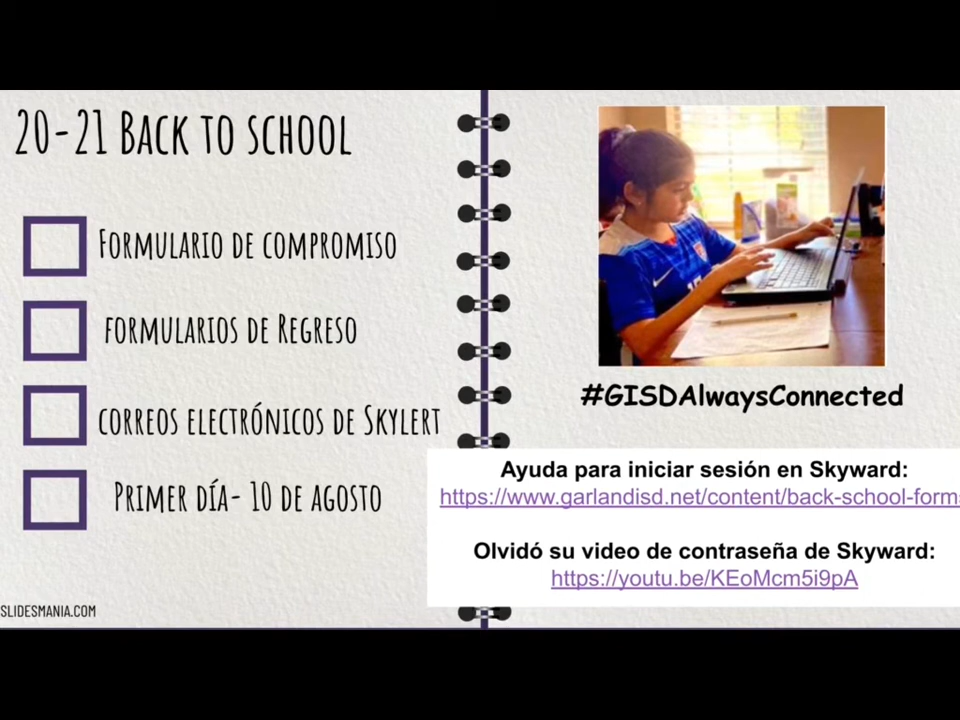 20-21 Back to school
Formulario de compromiso
formularios de Regreso
correos electrónicos de Skylert
Primer día- 10 de agosto
SLIDESMANIA.COM
#GISDAlwaysConnected
Ayuda para iniciar sesión en Skyward:
https://www.garlandisd.net/content/back-school-forms
Olvidó su video de contraseña de Skyward:
https://youtu.be/KEoMcm5i9pA